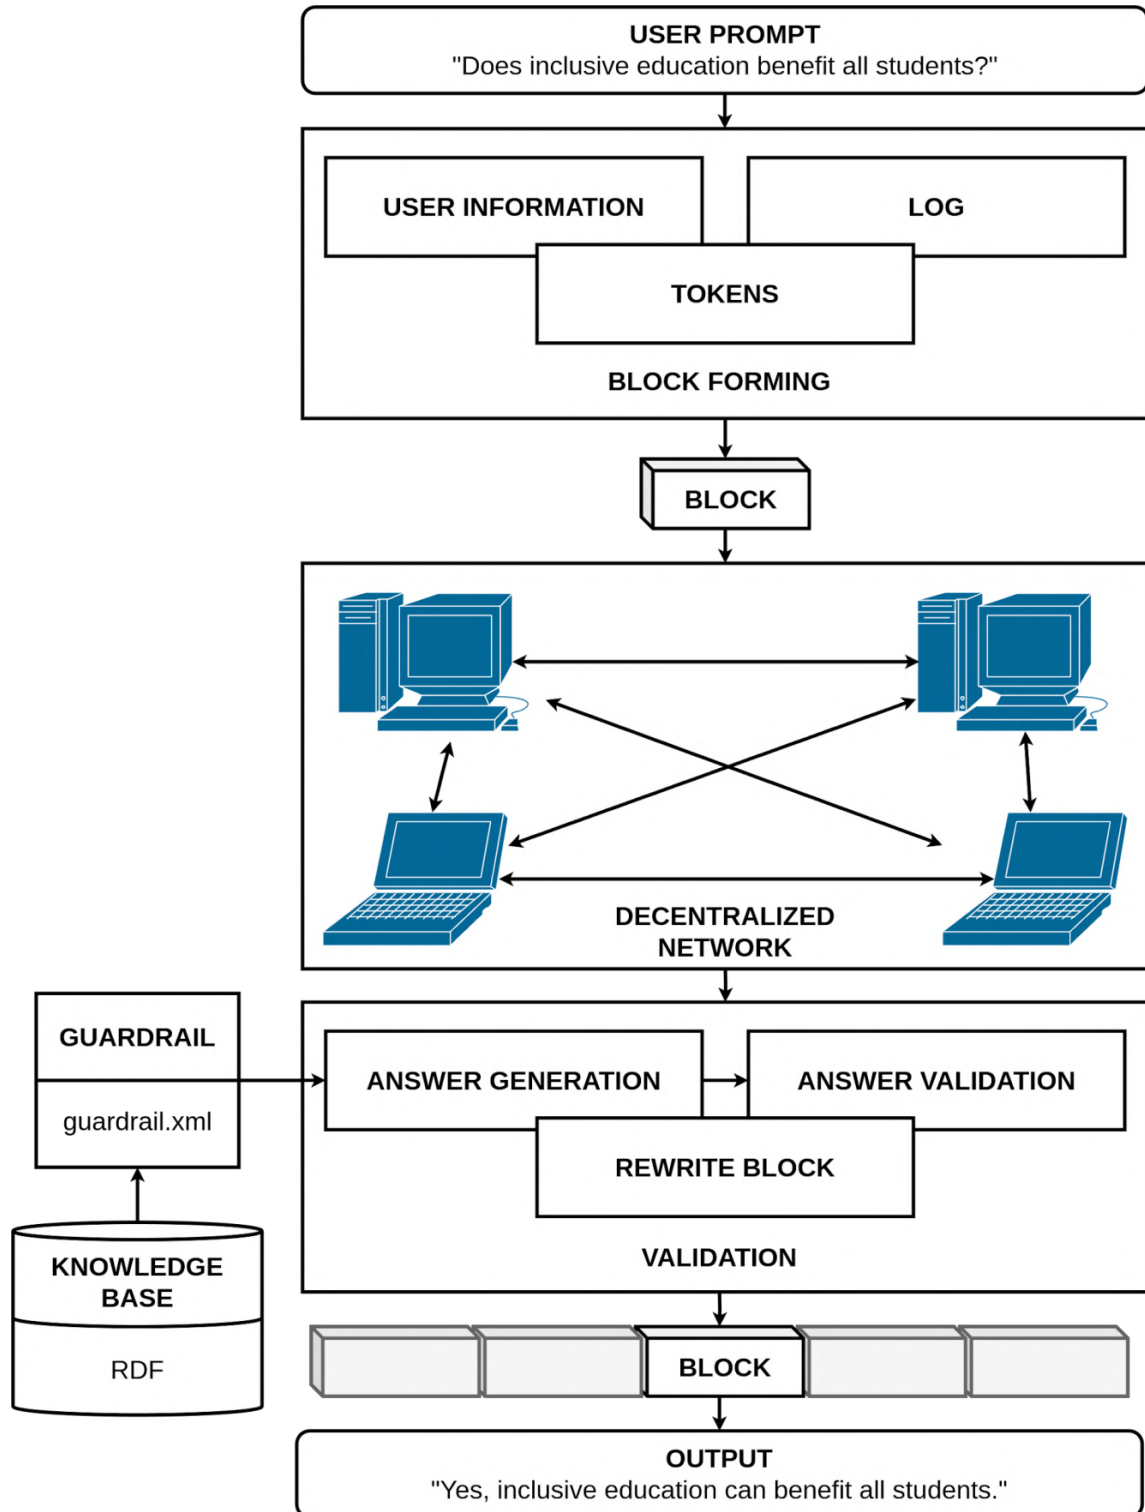 USER PROMPT
"Does inclusive education benefit all students?"
USER INFORMATION
LOG
TOKENS
BLOCK FORMING
BLOCK
DECENTRALIZED
NETWORK
GUARDRAIL
guardrail.xml
KNOWLEDGE
BASE
RDF
ANSWER GENERATION
ANSWER VALIDATION
REWRITE BLOCK
VALIDATION
BLOCK
OUTPUT
"Yes, inclusive education can benefit all students."